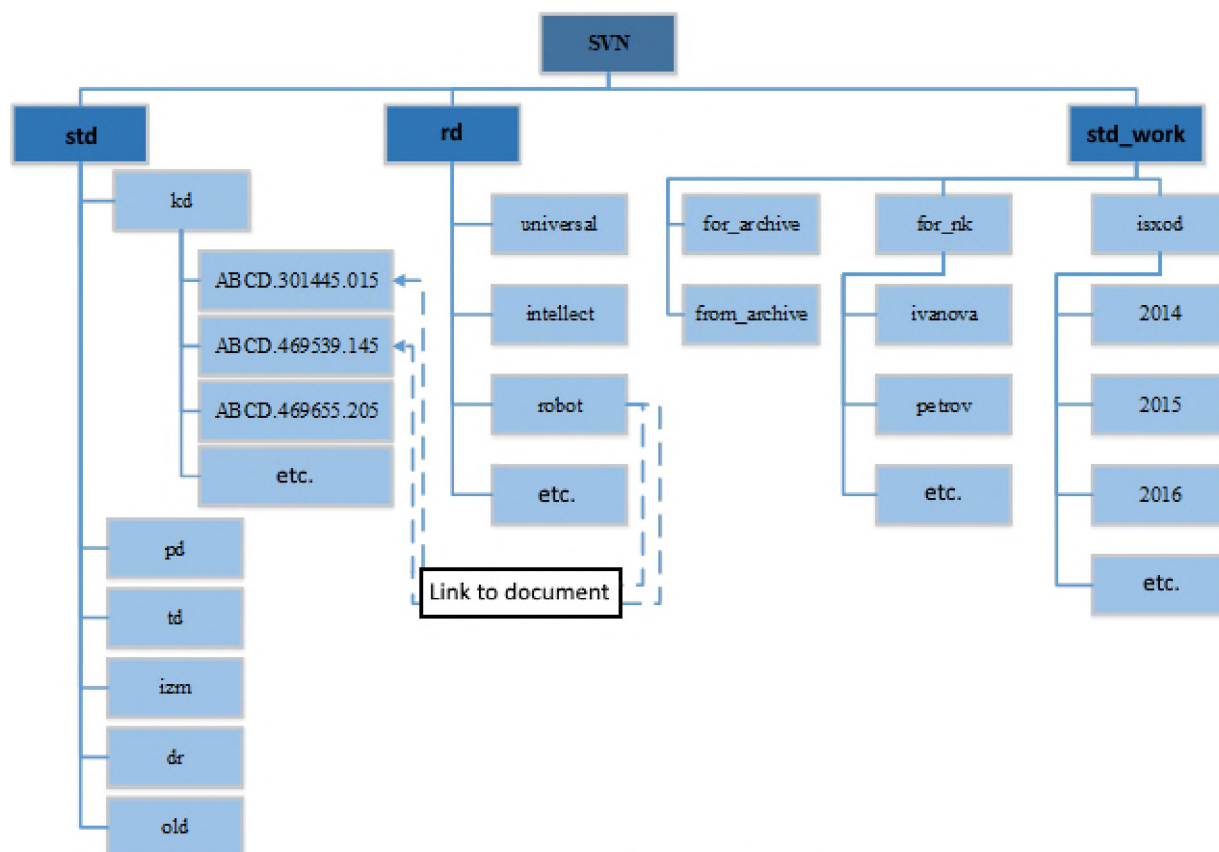 SVN
std
rd
std_work
kd
ABCD.301445.015
ABCD.469539.145
ABCD.469655.205
etc.
pd
td
izm
dr
old
universal
intellect
robot
etc.
Link to document
for_archive
from_archive
for_nk
ivanova
petrov
etc.
isxod
2014
2015
2016
etc.